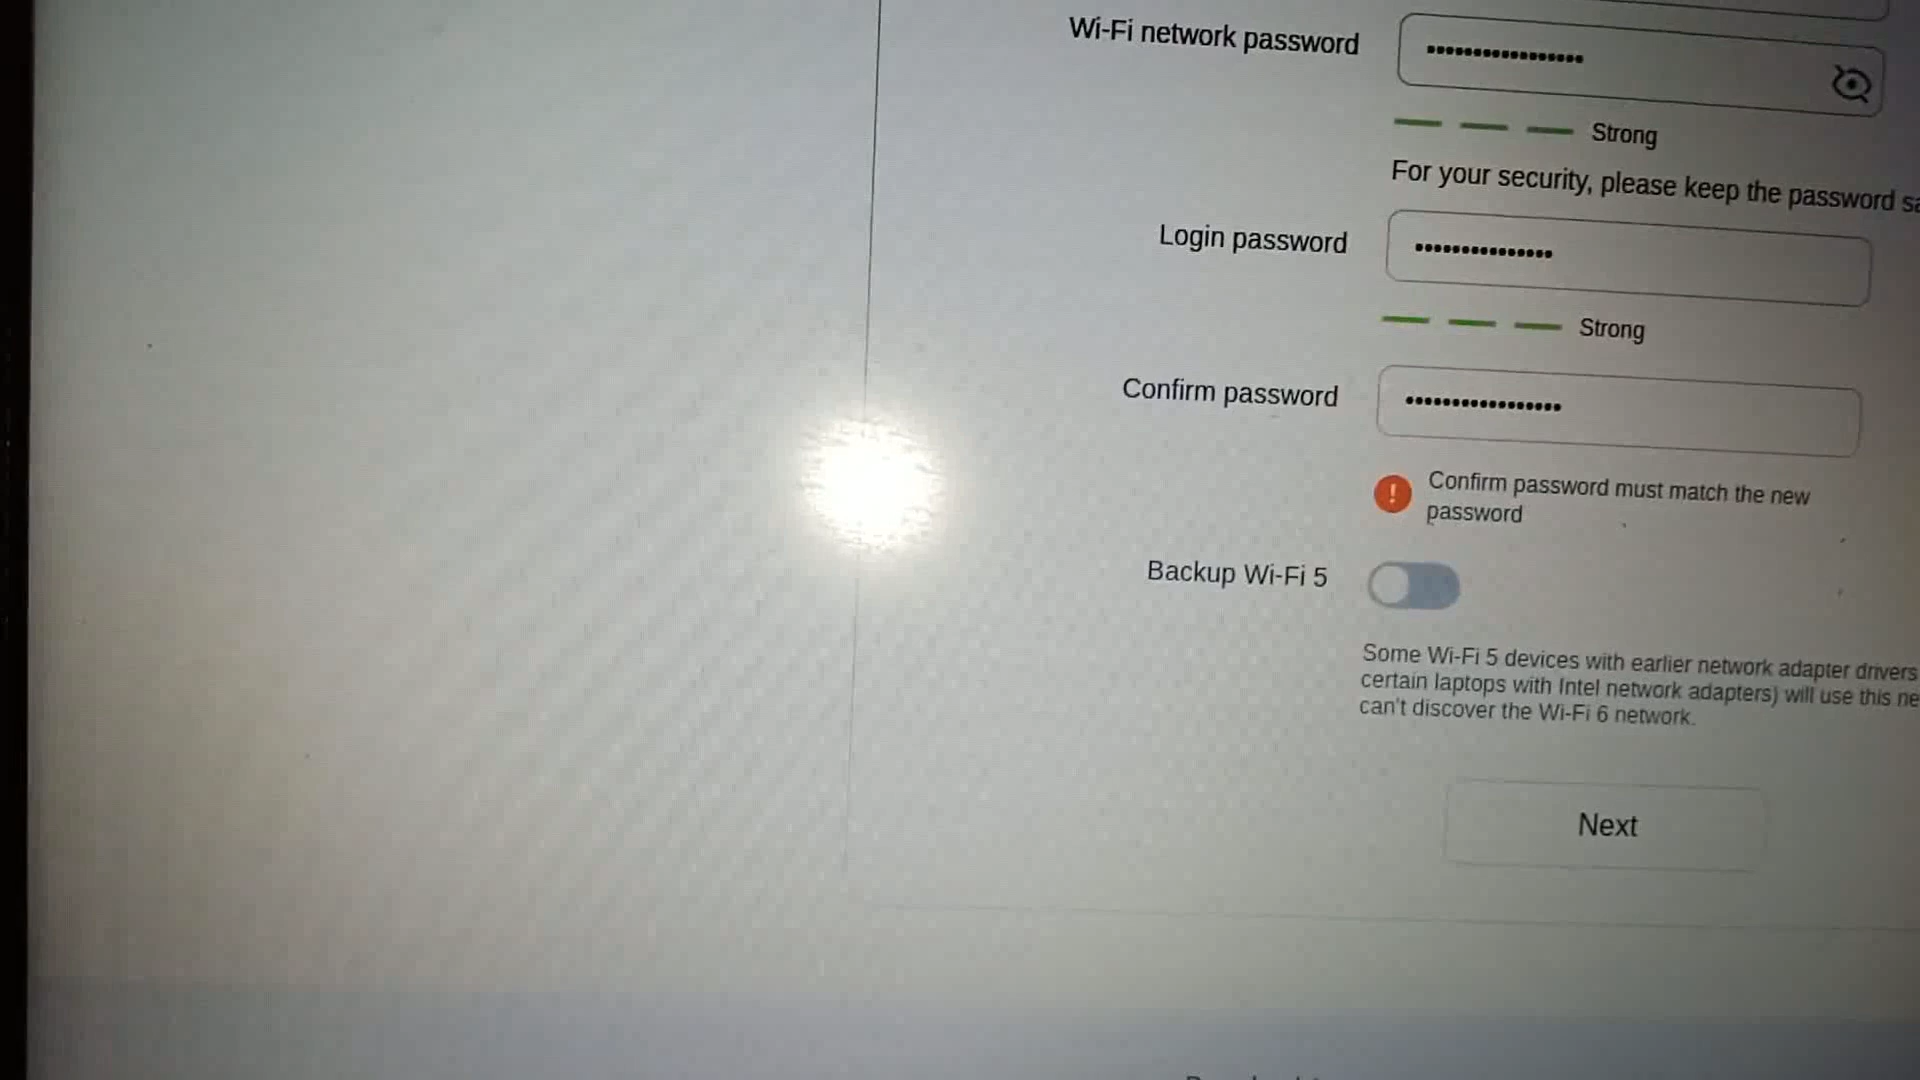 Wi-Fi network password
•••••••••••••••••
Strong
For your security, please keep the password
Login password
•••••••••••••••
Strong
Confirm password
•••••••••••••••••
Confirm password must match the new
password
Backup Wi-Fi 5
Some Wi-Fi 5 devices with earlier network adapter drivers
certain laptops with Intel network adapters) will use this
can't discover the Wi-Fi 6 network.
Next